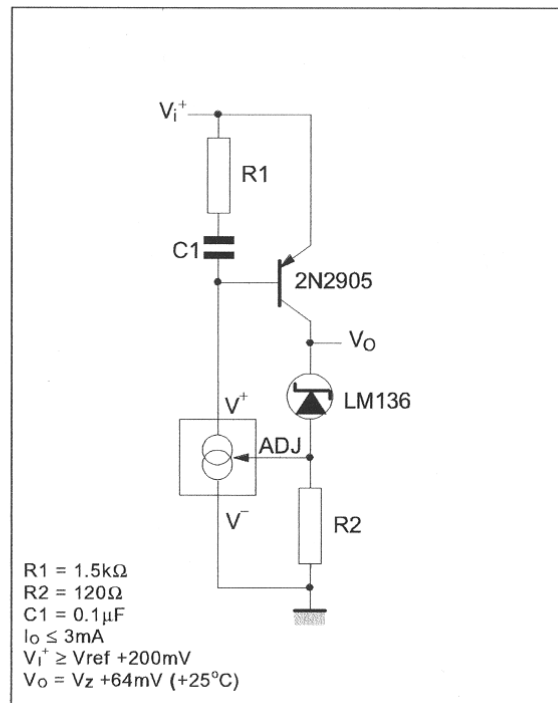 Vi+
R1
C1
2N2905
VO
LM136
V+
ADJ
V−
R2
R1 = 1.5kΩ
R2 = 120Ω
C1 = 0.1µF
IO ≤ 3mA
VI+ ≥ Vref +200mV
VO = VZ +64mV (+25°C)